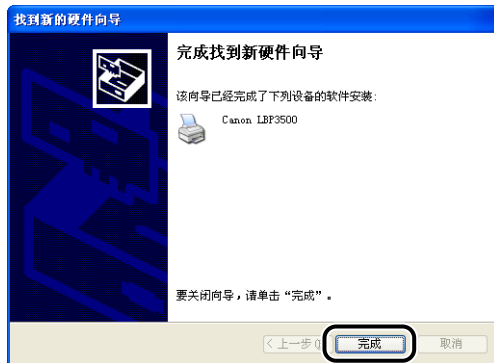 找到新的硬件向导
完成找到新硬件向导
该向导已经完成了下列设备的软件安装:
Canon LBP3500
要关闭向导，请单击“完成”。
<上一步 完成 取消